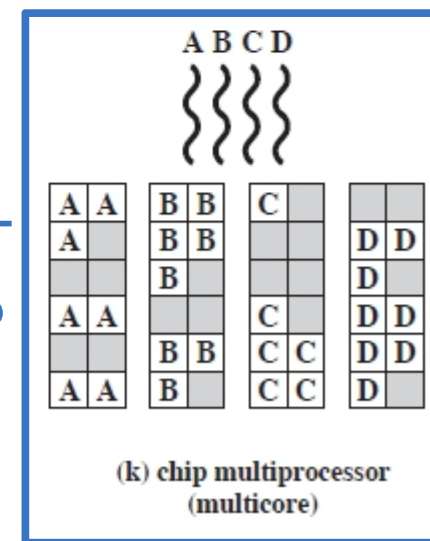 A B C D
A A B B C
A B B D D
B D
A A C D D
B B C C D D
A A B C C D
(k) chip multiprocessor
(multicore)